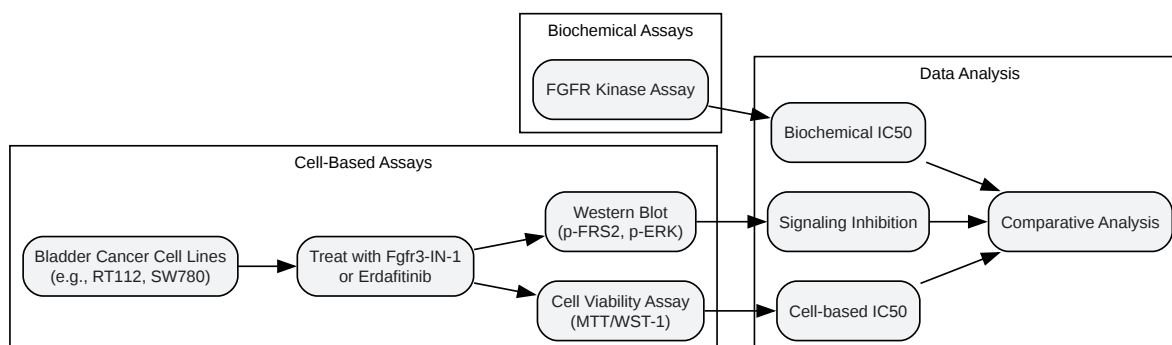 Biochemical Assays
FGFR Kinase Assay
Data Analysis
Biochemical IC50
Signaling Inhibition
Cell-based IC50
Comparative Analysis
Cell-Based Assays
Bladder Cancer Cell Lines
(e.g., RT112, SW780)
Treat with Fgfr3-IN-1
or Erdafitinib
Western Blot
(p-FRS2, p-ERK)
Cell Viability Assay
(MTT/WST-1)